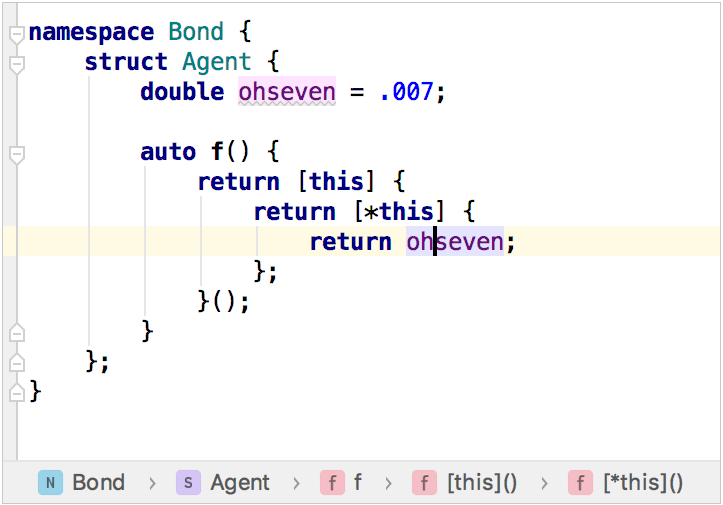 namespace Bond {
    struct Agent {
        double ohseven = .007;

        auto f() {
            return [this] {
                return [*this] {
                    return ohseven;
                };
            }();
        }
    };
}
N Bond > S Agent > f f > f [this]() > f [*this]()